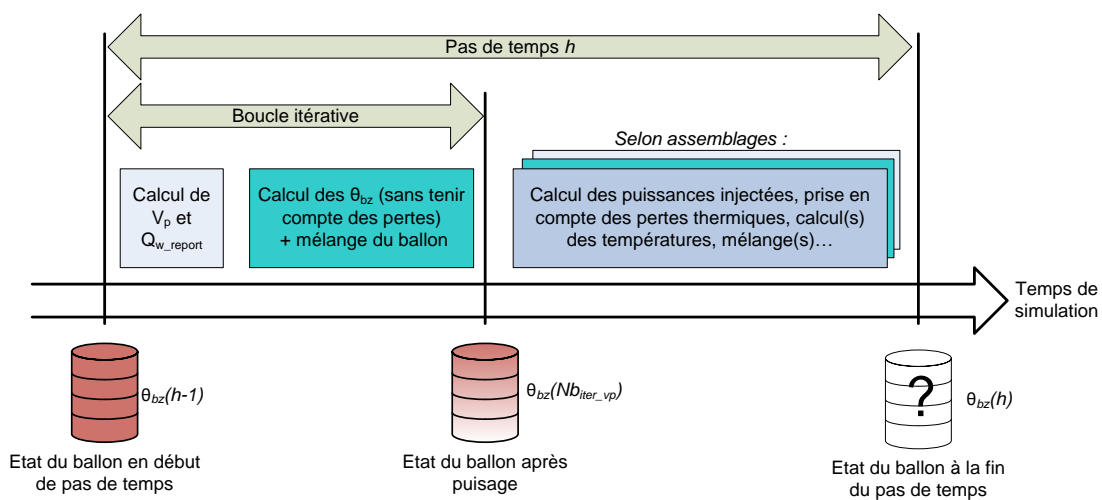 Pas de temps h
Boucle itérative
Selon assemblages :
Calcul de
Vp et
Qw_report
Calcul des θbz (sans tenir
compte des pertes)
+ mélange du ballon
Calcul des puissances injectées, prise en
compte des pertes thermiques, calcul(s)
des températures, mélange(s)…
Temps de
simulation
θbz(h-1)
θbz(Nbiter_vp)
?
θbz(h)
Etat du ballon en début
de pas de temps
Etat du ballon après
puisage
Etat du ballon à la fin
du pas de temps